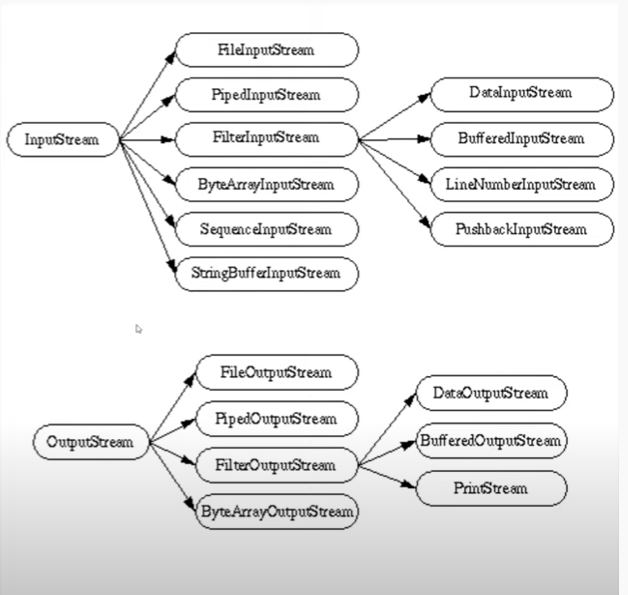 FileInputStream
PipedInputStream
DataInputStream
InputStream
FilterInputStream
BufferedInputStream
ByteArrayInputStream
LineNumberInputStream
SequenceInputStream
PushbackInputStream
StringBufferInputStream
FileOutputStream
DataOutputStream
PipedOutputStream
OutputStream
BufferedOutputStream
FilterOutputStream
PrintStream
ByteArrayOutputStream